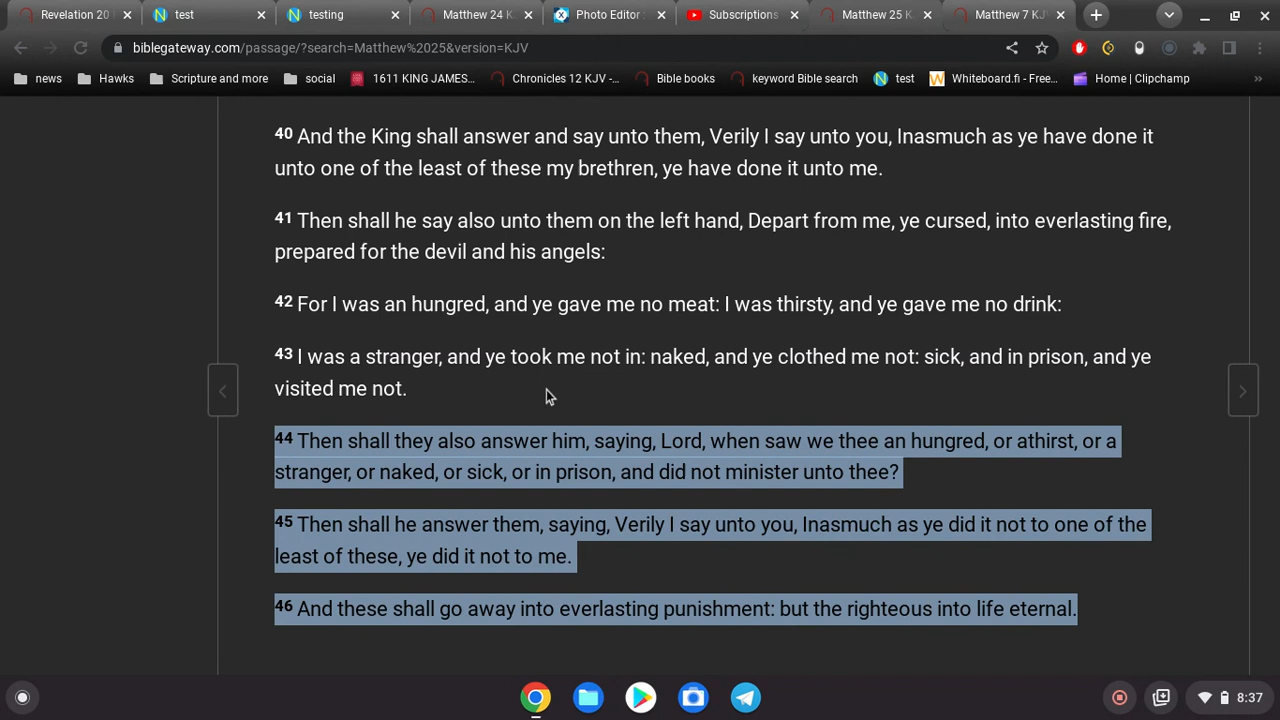 Revelation 20
test
testing
Matthew 24 K
Photo Editor :
Subscriptions
Matthew 25 K
Matthew 7 KJ
biblegateway.com/passage/?search=Matthew%2025&version=KJV
news
Hawks
Scripture and more
social
1611 KING JAMES...
Chronicles 12 KJV -...
Bible books
keyword Bible search
test
Whiteboard.fi - Free...
Home | Clipchamp
»
40 And the King shall answer and say unto them, Verily I say unto you, Inasmuch as ye have done it
unto one of the least of these my brethren, ye have done it unto me.
41 Then shall he say also unto them on the left hand, Depart from me, ye cursed, into everlasting fire,
prepared for the devil and his angels:
42 For I was an hungred, and ye gave me no meat: I was thirsty, and ye gave me no drink:
43 I was a stranger, and ye took me not in: naked, and ye clothed me not: sick, and in prison, and ye
visited me not.
44 Then shall they also answer him, saying, Lord, when saw we thee an hungred, or athirst, or a
stranger, or naked, or sick, or in prison, and did not minister unto thee?
45 Then shall he answer them, saying, Verily I say unto you, Inasmuch as ye did it not to one of the
least of these, ye did it not to me.
46 And these shall go away into everlasting punishment: but the righteous into life eternal.
8:37